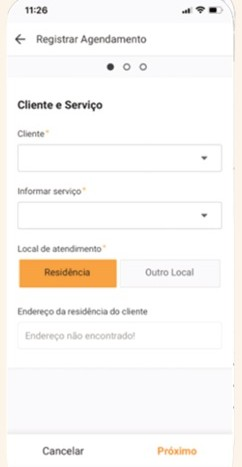 11:26
← Registrar Agendamento
Cliente e Serviço
Cliente*
Informar serviço*
Local de atendimento*
Residência Outro Local
Endereço da residência do cliente
Endereço não encontrado!
Cancelar Próximo